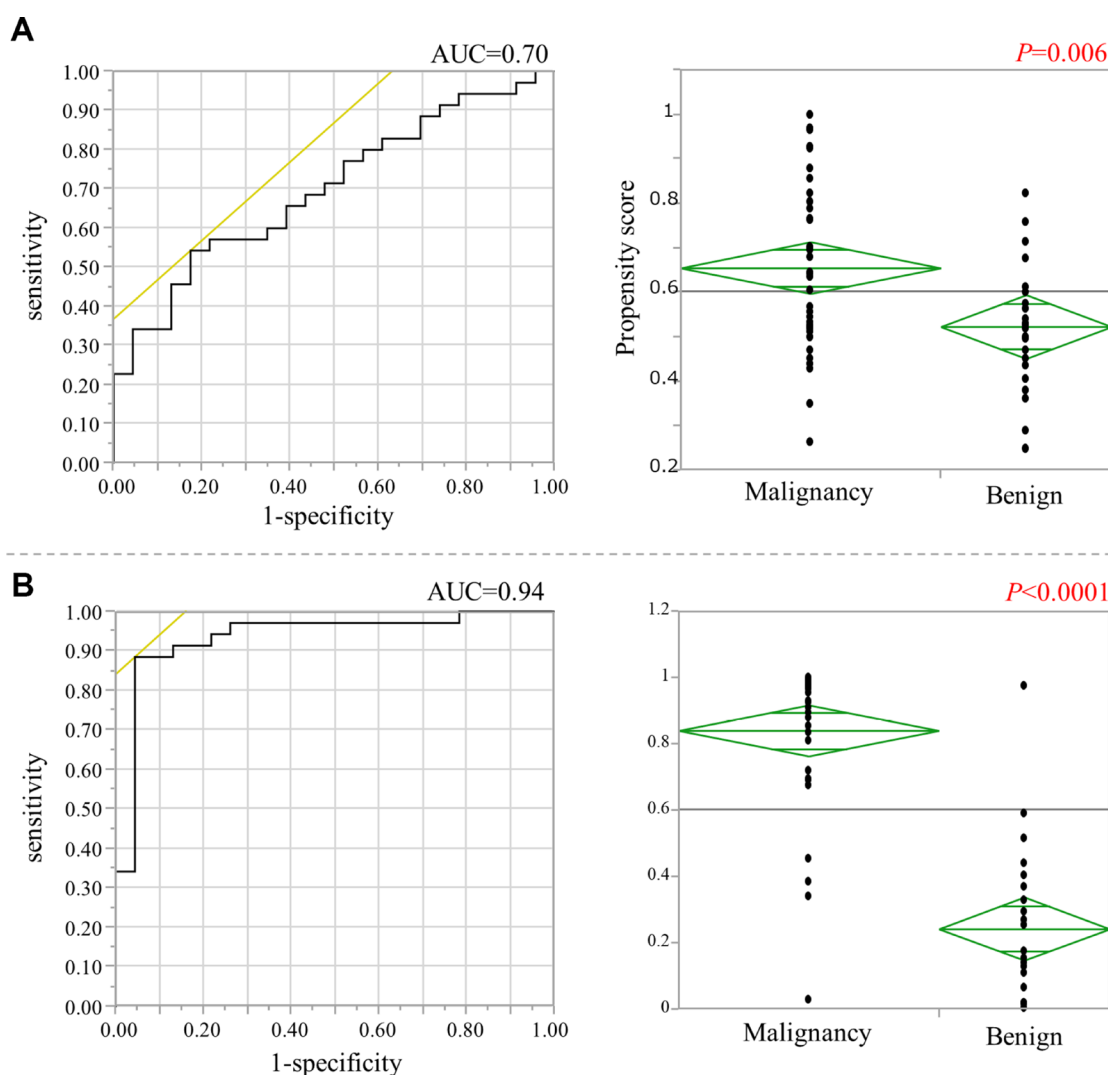 A
AUC=0.70
P=0.006
1.00
0.90
0.80
0.70
0.60
0.50
0.40
0.30
0.20
0.10
0.00
sensitivity
0.00 0.20 0.40 0.60 0.80 1.00
1-specificity
1
0.8
0.6
0.4
0.2
Propensity score
Malignancy Benign
B
AUC=0.94
P<0.0001
1.00
0.90
0.80
0.70
0.60
0.50
0.40
0.30
0.20
0.10
0.00
sensitivity
0.00 0.20 0.40 0.60 0.80 1.00
1-specificity
1.2
1
0.8
0.6
0.4
0.2
0
Malignancy Benign